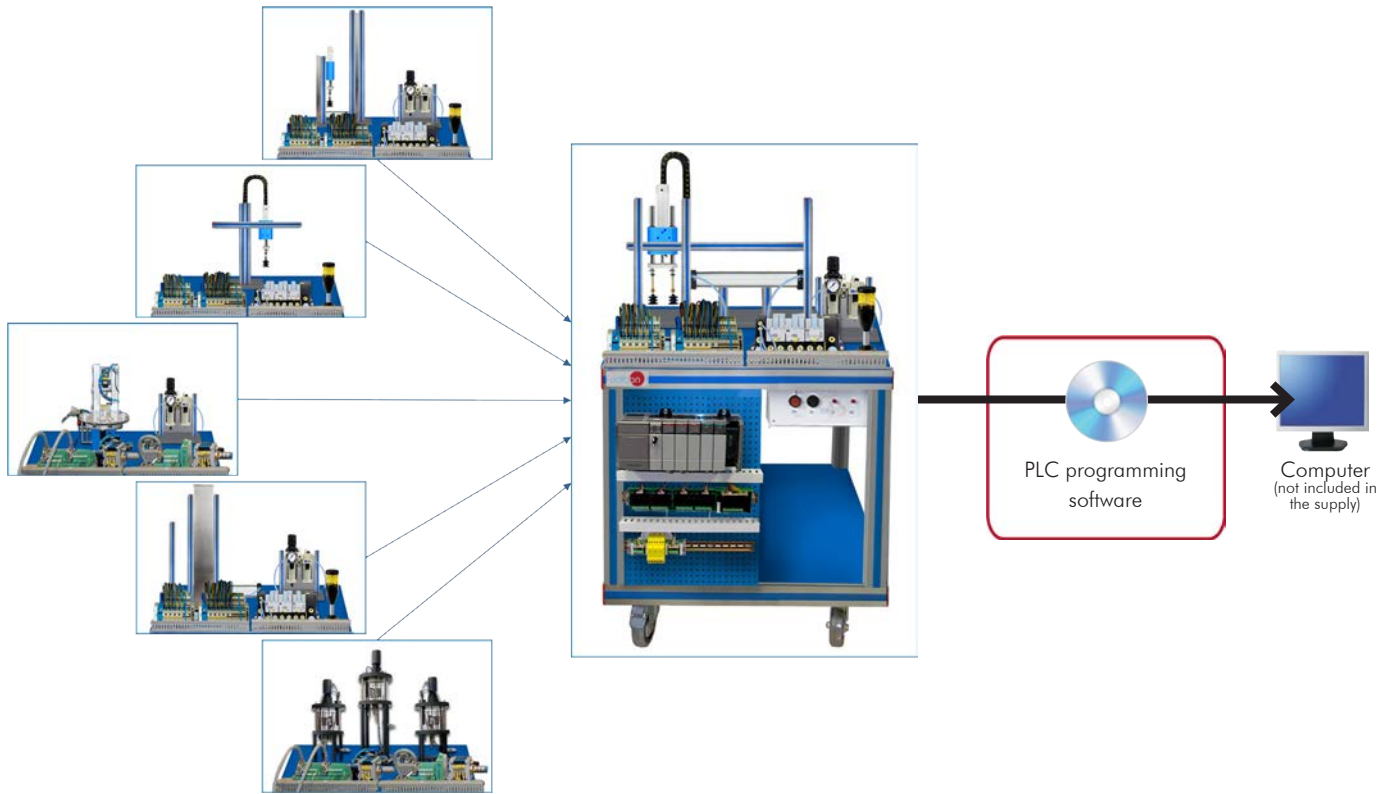 PLC programming
software
Computer
(not included in
the supply)